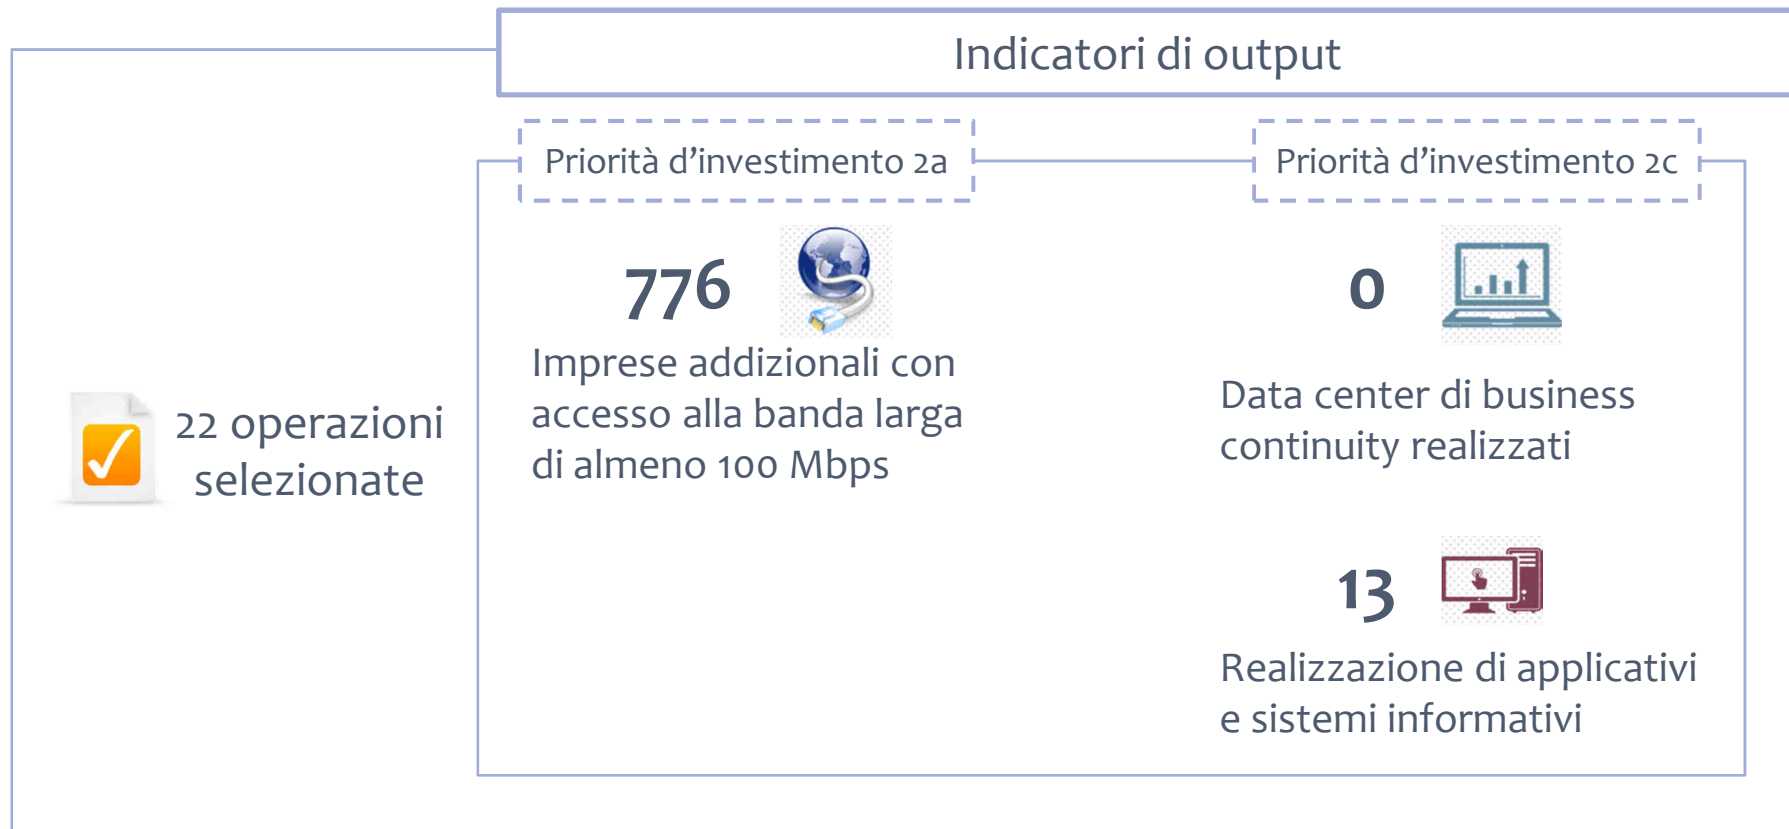 Indicatori di output
Priorità d’investimento 2a
Priorità d’investimento 2c
22 operazioni
selezionate
776
Imprese addizionali con
accesso alla banda larga
di almeno 100 Mbps
0
Data center di business
continuity realizzati
13
Realizzazione di applicativi
e sistemi informativi